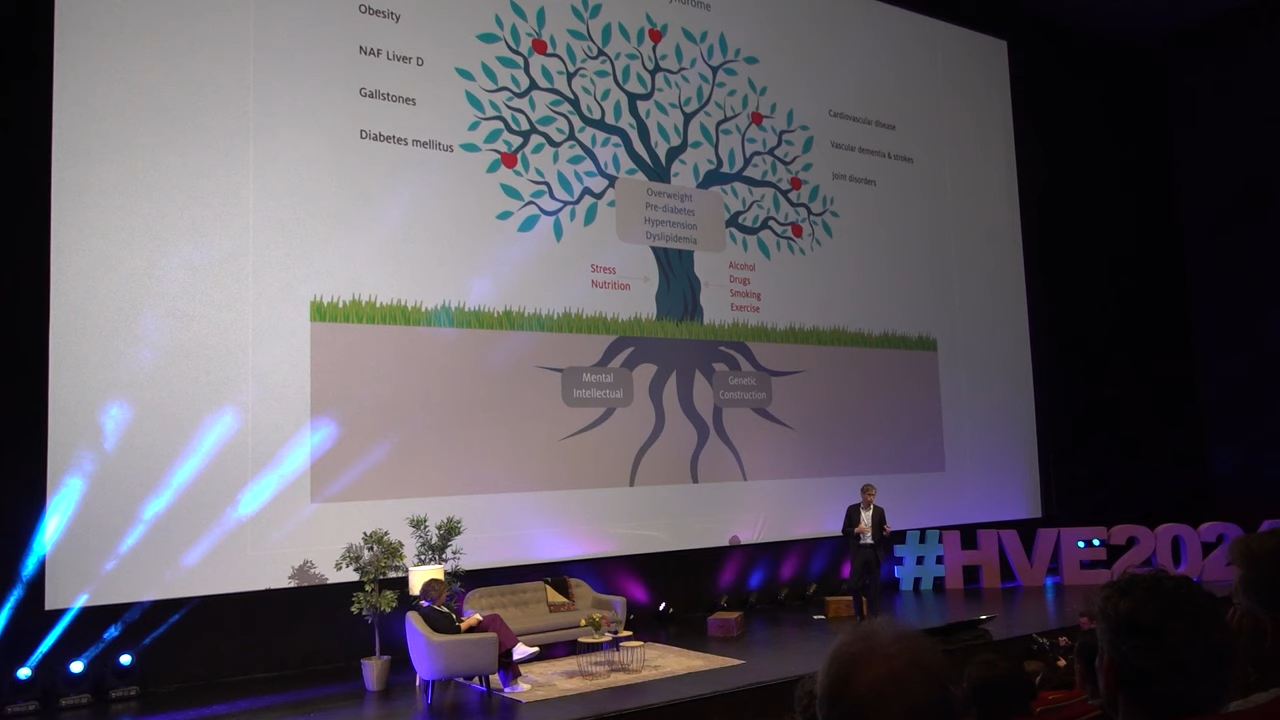 Obesity
NAF Liver D
Gallstones
Diabetes mellitus
Cardiovascular disease
Vascular dementia & strokes
Joint disorders
Overweight
Pre-diabetes
Hypertension
Dyslipidemia
Stress
Nutrition
Alcohol
Drugs
Smoking
Exercise
Mental
Intellectual
Genetic
Construction
#HVE202